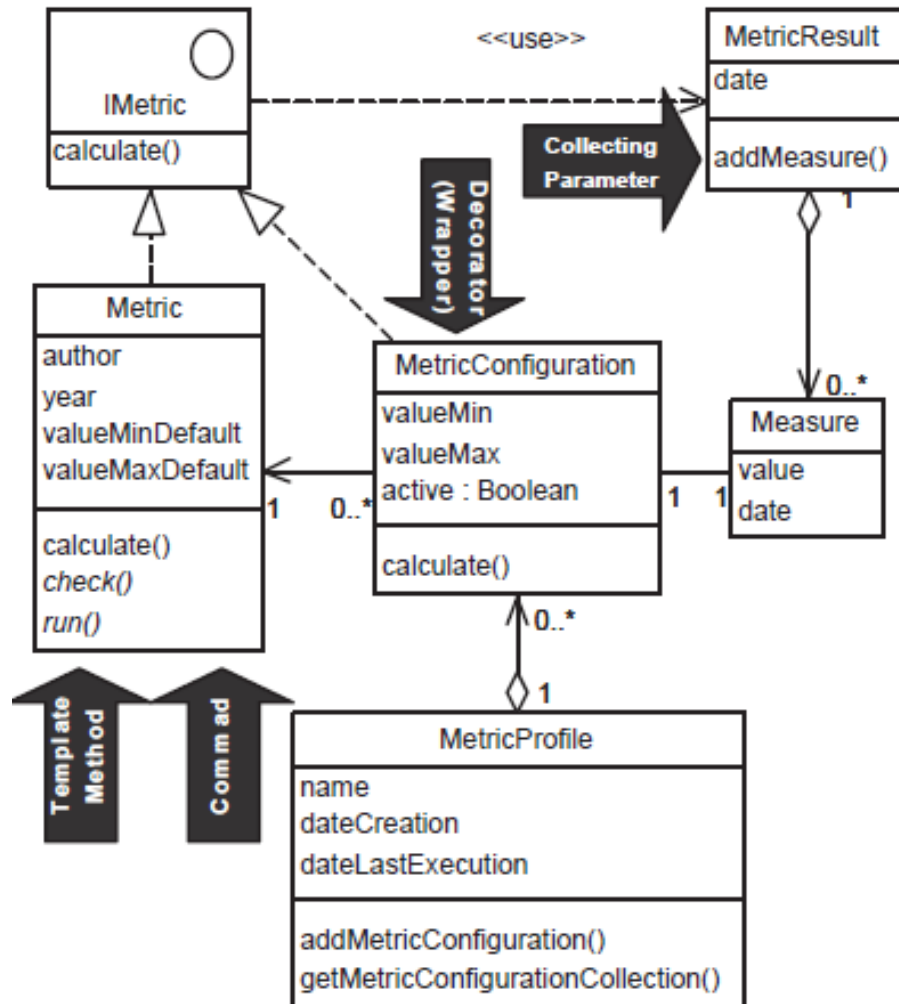 <<use>>
IMetric
calculate()
MetricResult
date
addMeasure()
Collecting
Parameter
Decorator
(Wrapper)
1
0..*
Metric
author
year
valueMinDefault
valueMaxDefault
calculate()
check()
run()
1
0..*
MetricConfiguration
valueMin
valueMax
active : Boolean
calculate()
1
1
Measure
value
date
0..*
1
Template
Method
Commad
MetricProfile
name
dateCreation
dateLastExecution
addMetricConfiguration()
getMetricConfigurationCollection()